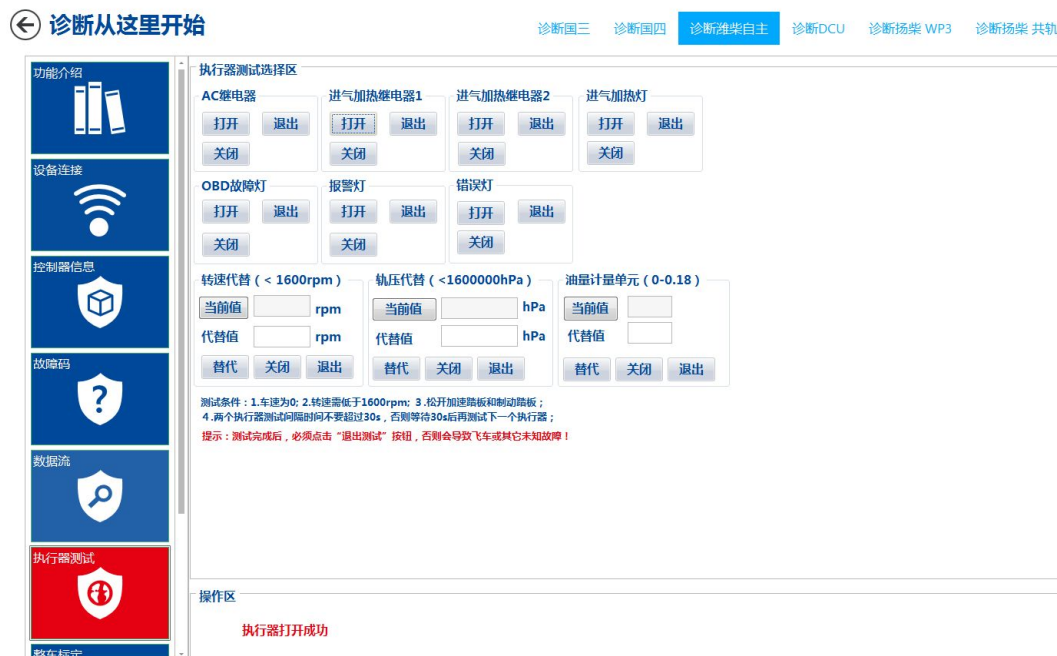 诊断从这里开始
诊断国三 诊断国四 诊断潍柴自主 诊断DCU 诊断扬柴 WP3 诊断扬柴 共轨
功能介绍
设备连接
控制器信息
故障码
数据流
执行器测试
整车标定
执行器测试选择区
AC继电器 进气加热继电器1 进气加热继电器2 进气加热灯
打开 退出 打开 退出 打开 退出 打开 退出
关闭 关闭 关闭 关闭
OBD故障灯 报警灯 错误灯
打开 退出 打开 退出 打开 退出
关闭 关闭 关闭
转速代替 ( < 1600rpm ) 轨压代替 ( <1600000hPa ) 油量计量单元 ( 0-0.18 )
当前值 rpm 当前值 hPa 当前值
代替值 rpm 代替值 hPa 代替值
替代 关闭 退出 替代 关闭 退出 替代 关闭 退出
测试条件：1.车速为0; 2.转速需低于1600rpm; 3.松开加速踏板和制动踏板；
4.两个执行器测试间隔时间不要超过30s，否则等待30s后再测试下一个执行器；
提示：测试完成后，必须点击“退出测试”按钮，否则会导致飞车或其它未知故障！
操作区
执行器打开成功